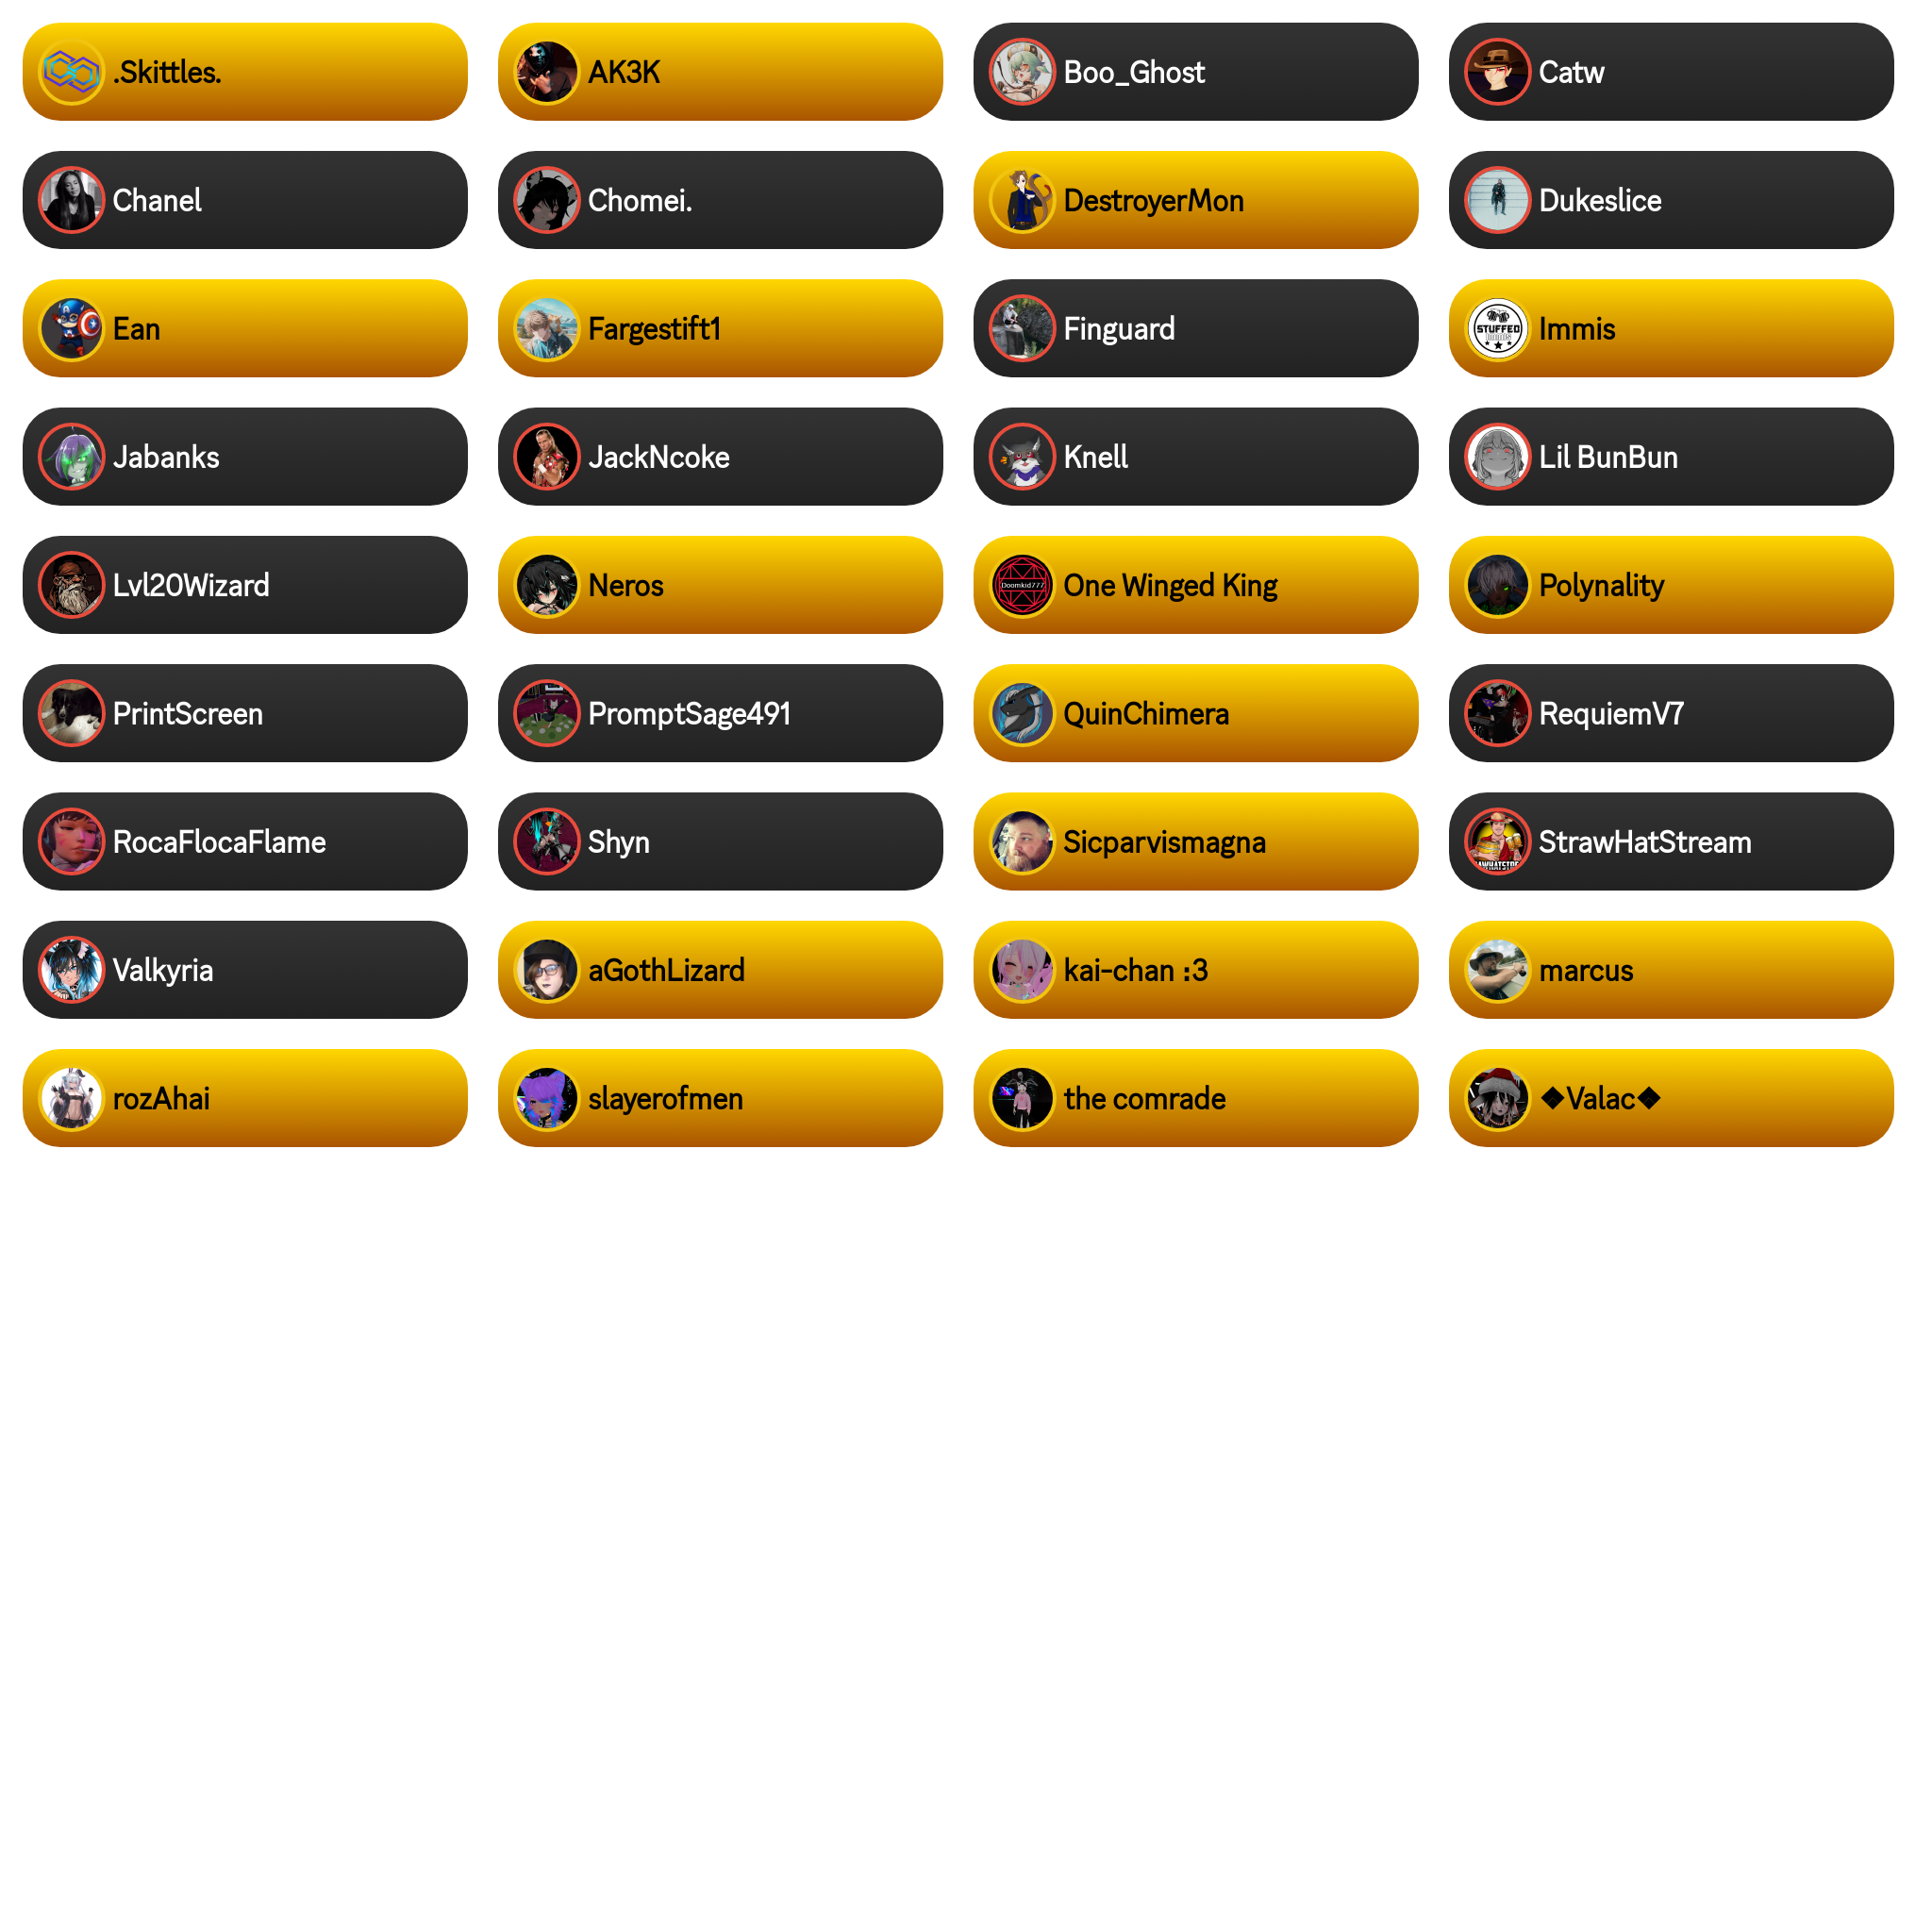 .Skittles.
AK3K
Boo_Ghost
Catw
Chanel
Chomei.
DestroyerMon
Dukeslice
Ean
Fargestift1
Finguard
STUFFED
Immis
Jabanks
JackNcoke
Knell
Lil BunBun
Lvl20Wizard
Neros
Doomkid777
One Winged King
Polynality
PrintScreen
PromptSage491
QuinChimera
RequiemV7
RocaFlocaFlame
Shyn
Sicparvismagna
StrawHatStream
Valkyria
aGothLizard
kai-chan :3
marcus
rozAhai
slayerofmen
the comrade
❖Valac❖